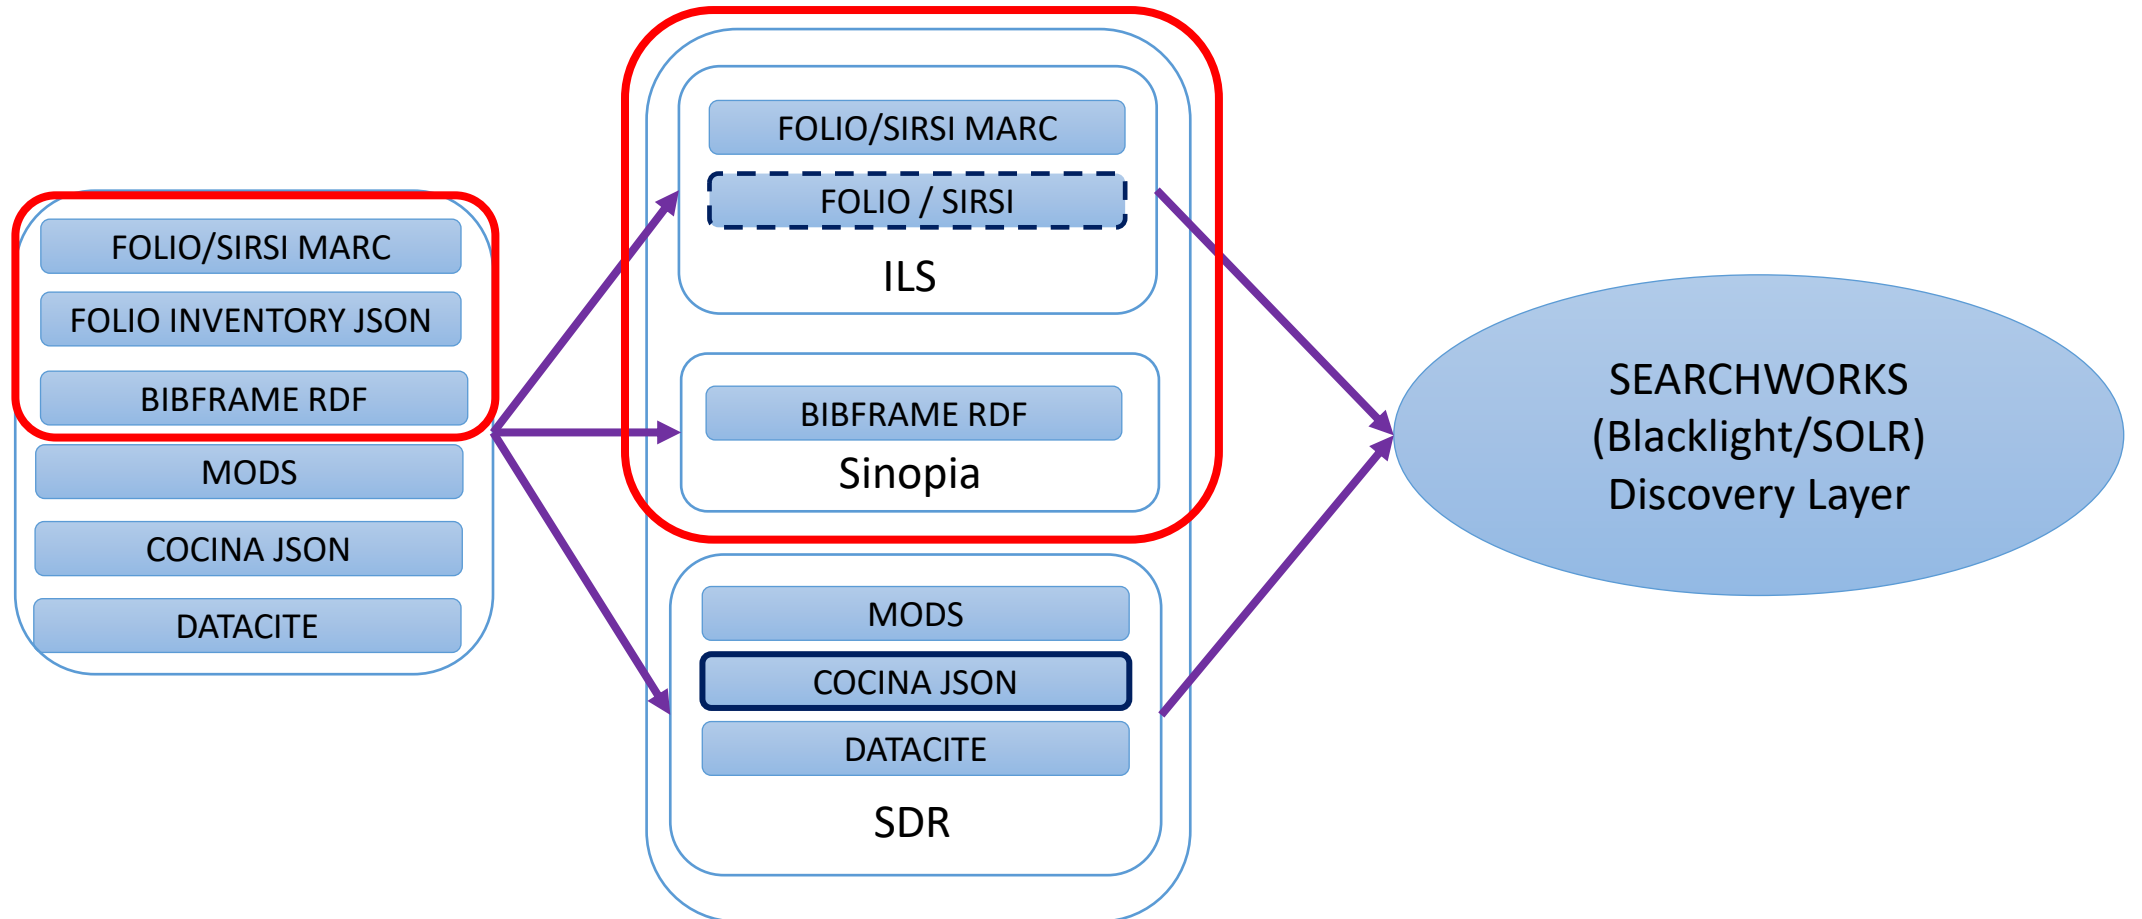 FOLIO/SIRSI MARC
FOLIO INVENTORY JSON
BIBFRAME RDF
MODS
COCINA JSON
DATACITE
FOLIO/SIRSI MARC
FOLIO / SIRSI
ILS
BIBFRAME RDF
Sinopia
MODS
COCINA JSON
DATACITE
SDR
SEARCHWORKS
(Blacklight/SOLR)
Discovery Layer